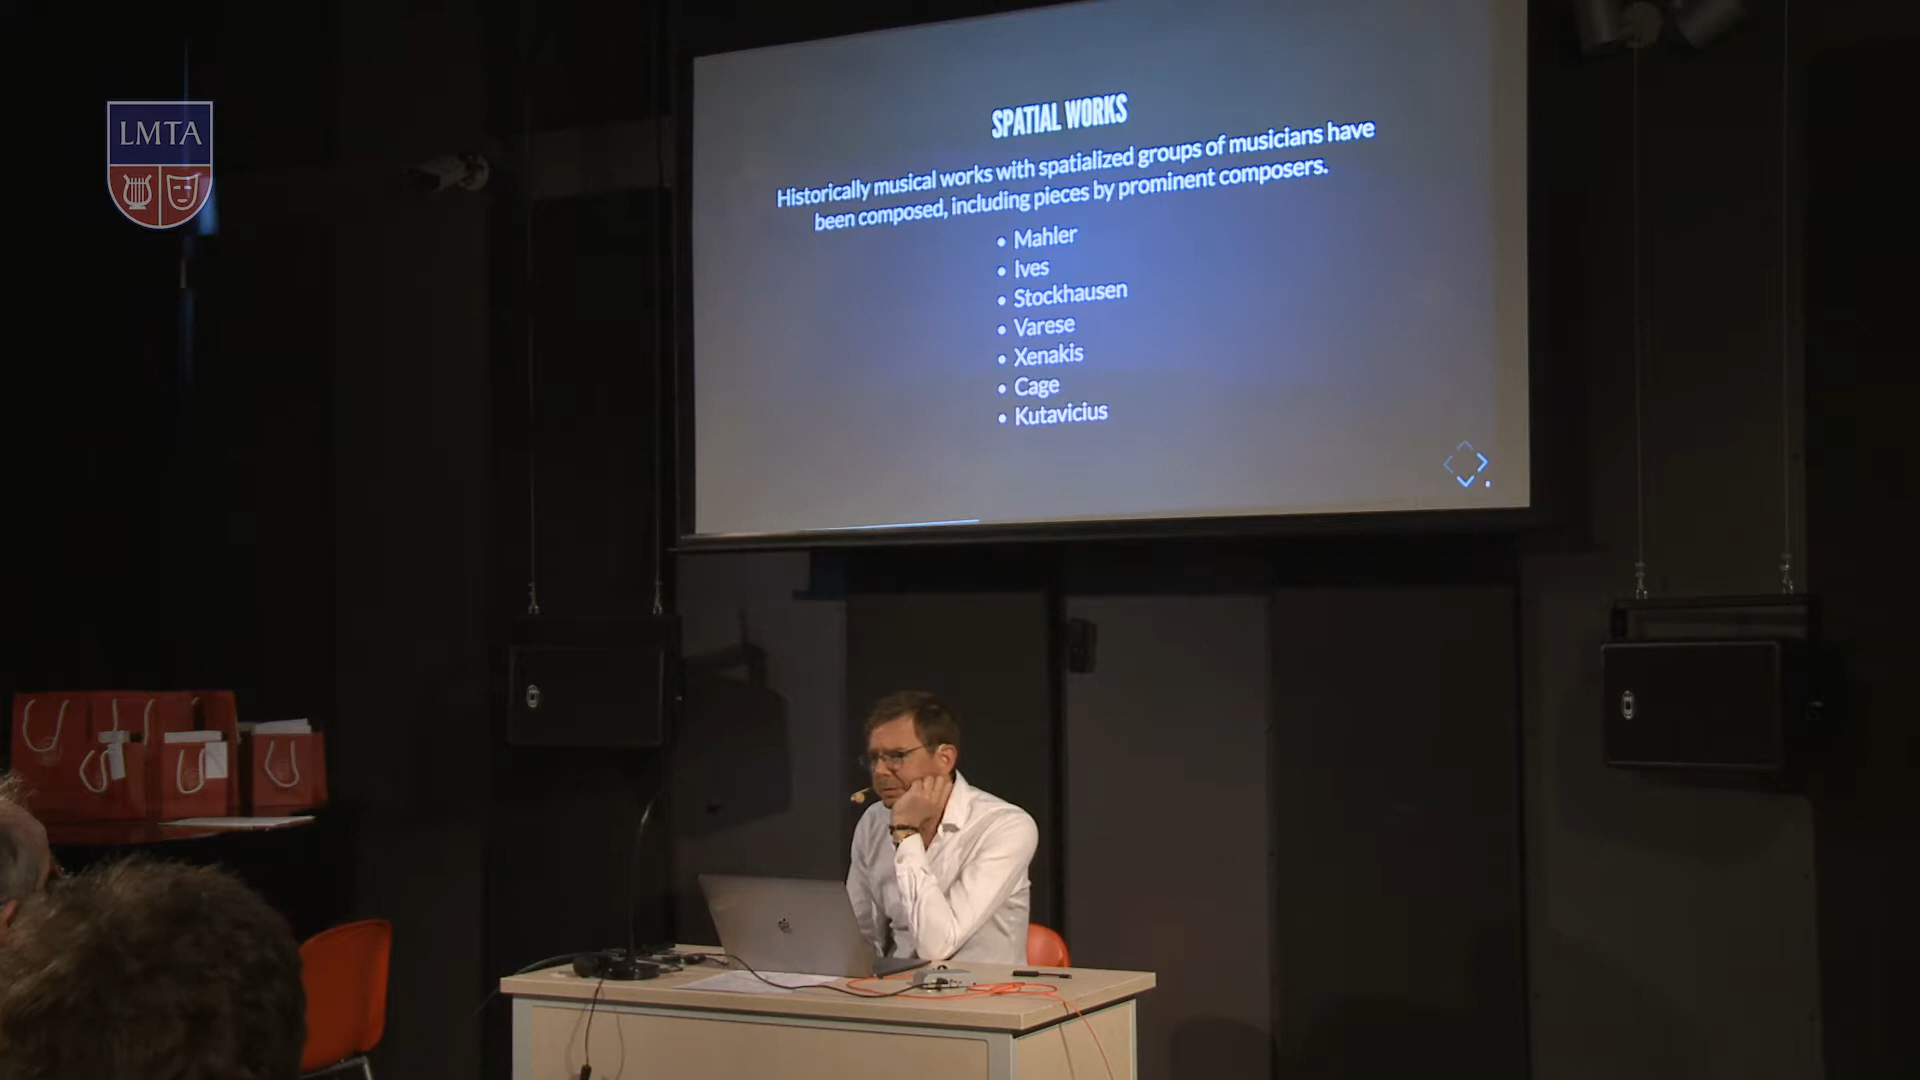 LMTA
SPATIAL WORKS
Historically musical works with spatialized groups of musicians have
been composed, including pieces by prominent composers.
• Mahler
• Ives
• Stockhausen
• Varese
• Xenakis
• Cage
• Kutavicius